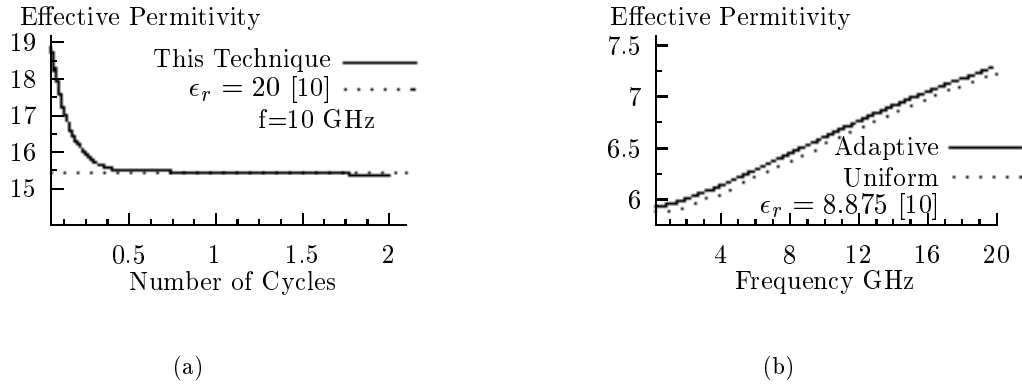 Effective Permitivity
19
18
17
16
15
This Technique
ϵr = 20 [10]
f=10 GHz
0.5 1 1.5 2
Number of Cycles
(a)
Effective Permitivity
7.5
7
6.5
6
Adaptive
Uniform
ϵr = 8.875 [10]
4 8 12 16 20
Frequency GHz
(b)